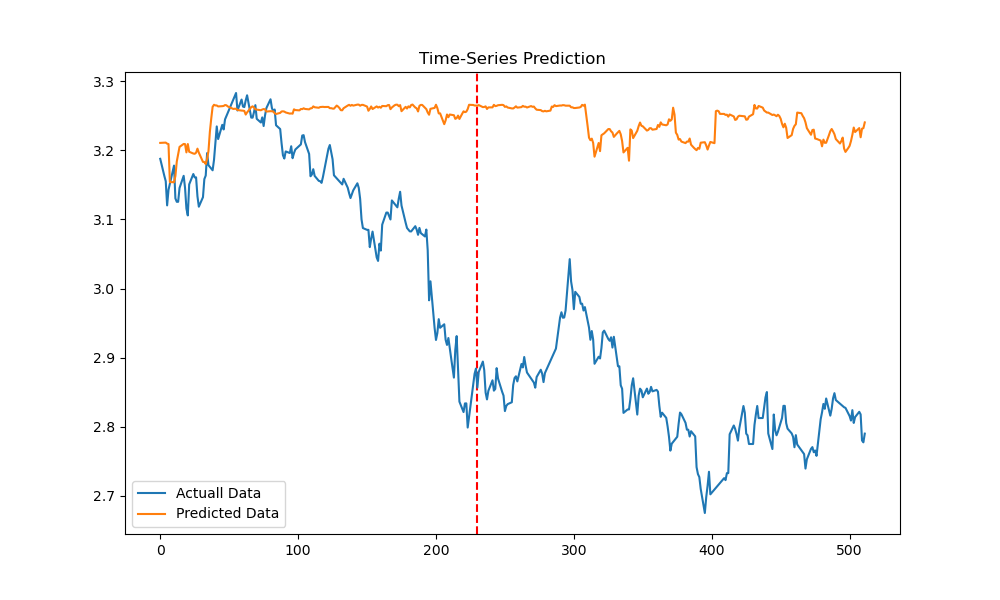 Time-Series Prediction
3.3
3.2
3.1
3.0
2.9
2.8
2.7
Actuall Data
Predicted Data
0 100 200 300 400 500